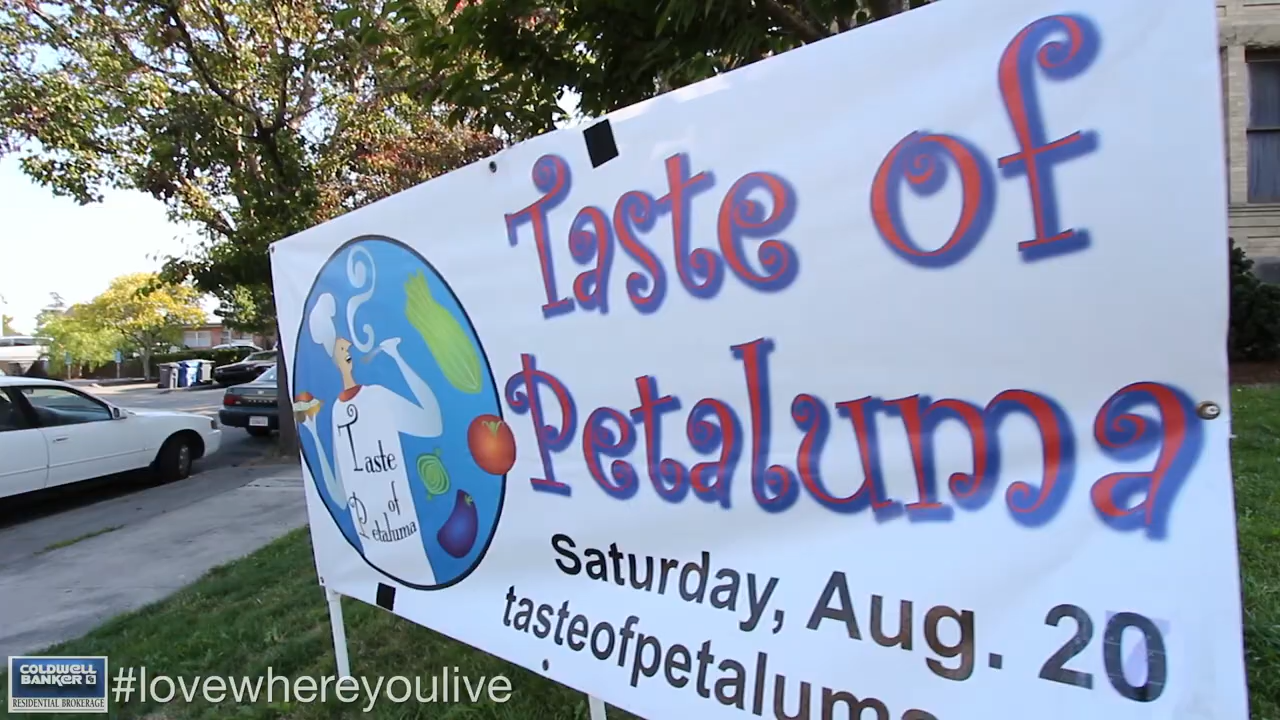 Taste of
Petaluma
Taste
of
Petaluma
Saturday, Aug. 20
COLDWELL
BANKER
RESIDENTIAL BROKERAGE
#lovewhereyoulive